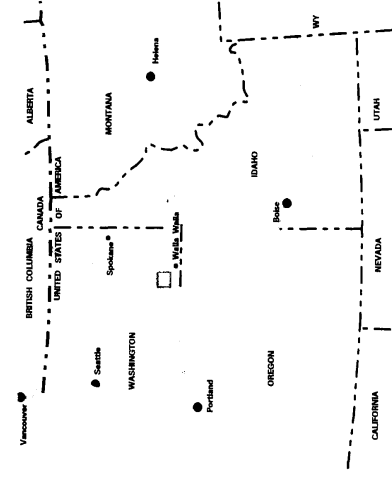 Vancouver
BRITISH COLUMBIA
ALBERTA
CANADA
UNITED STATES OF AMERICA
Seattle
Spokane
MONTANA
WASHINGTON
Helena
Walla Walla
Portland
IDAHO
OREGON
Boise
WY
CALIFORNIA
NEVADA
UTAH